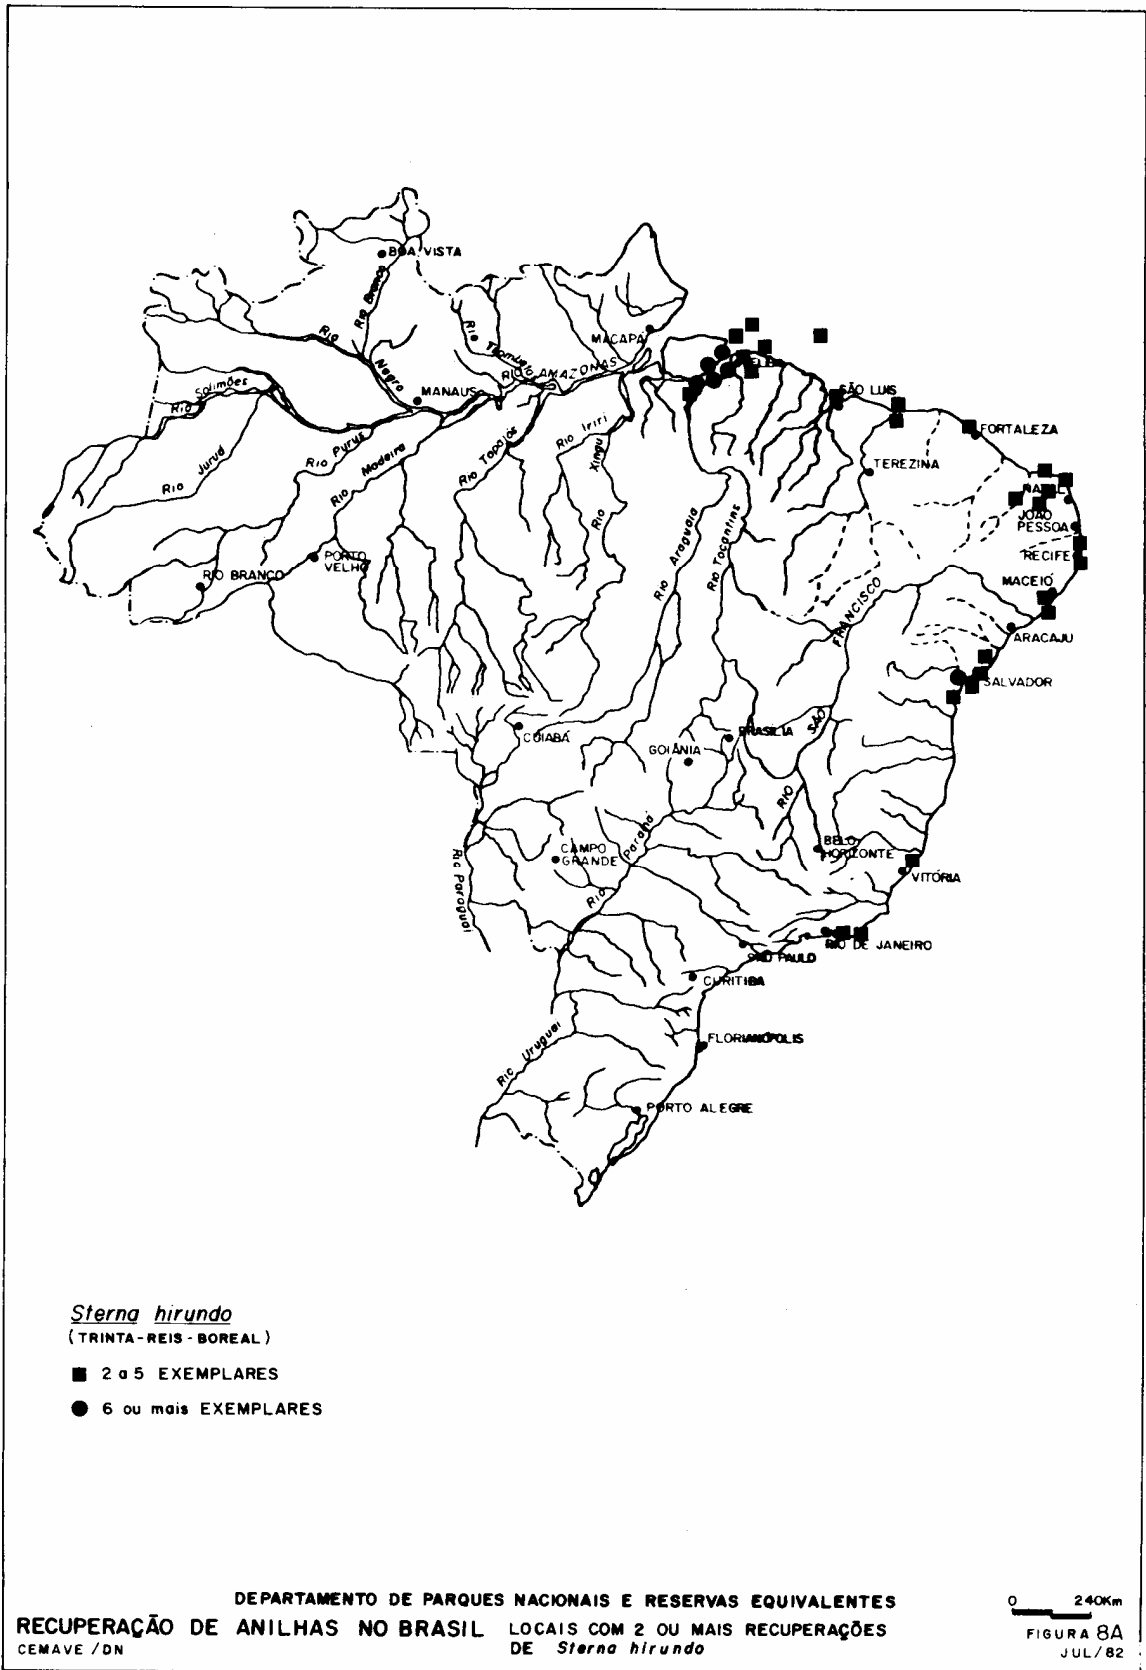 BOA VISTA
Rio Branco
Rio
Negro
Rio
Trombeta
MACAPÁ
RIO AMAZONAS
MANAUS
Rio Solimões
SÃO LUIS
FORTALEZA
TEREZINA
Rio Jurud
Rio Purus
Rio Madeira
Rio Topajós
Rio Iriri
Rio Xingu
Rio Araguaia
Rio Tocantins
JOÃO
PESSOA
RECIFE
MACEIÓ
ARACAJU
SALVADOR
PORTO
VELHO
RIO BRANCO
RIO SÃO FRANCISCO
CUIABÁ
GOIÂNIA
BRASÍLIA
CAMPO
GRANDE
Rio Paraná
Rio Paraguai
BELO
HORIZONTE
VITÓRIA
RIO DE JANEIRO
SÃO PAULO
CURITIBA
FLORIANÓPOLIS
Rio Uruguai
PORTO ALEGRE
Sterna hirundo
(TRINTA-REIS-BOREAL)
2 a 5 EXEMPLARES
6 ou mais EXEMPLARES
DEPARTAMENTO DE PARQUES NACIONAIS E RESERVAS EQUIVALENTES
RECUPERAÇÃO DE ANILHAS NO BRASIL LOCAIS COM 2 OU MAIS RECUPERAÇÕES
DE Sterna hirundo
CEMAVE /DN
0 240Km
FIGURA 8A
JUL/82